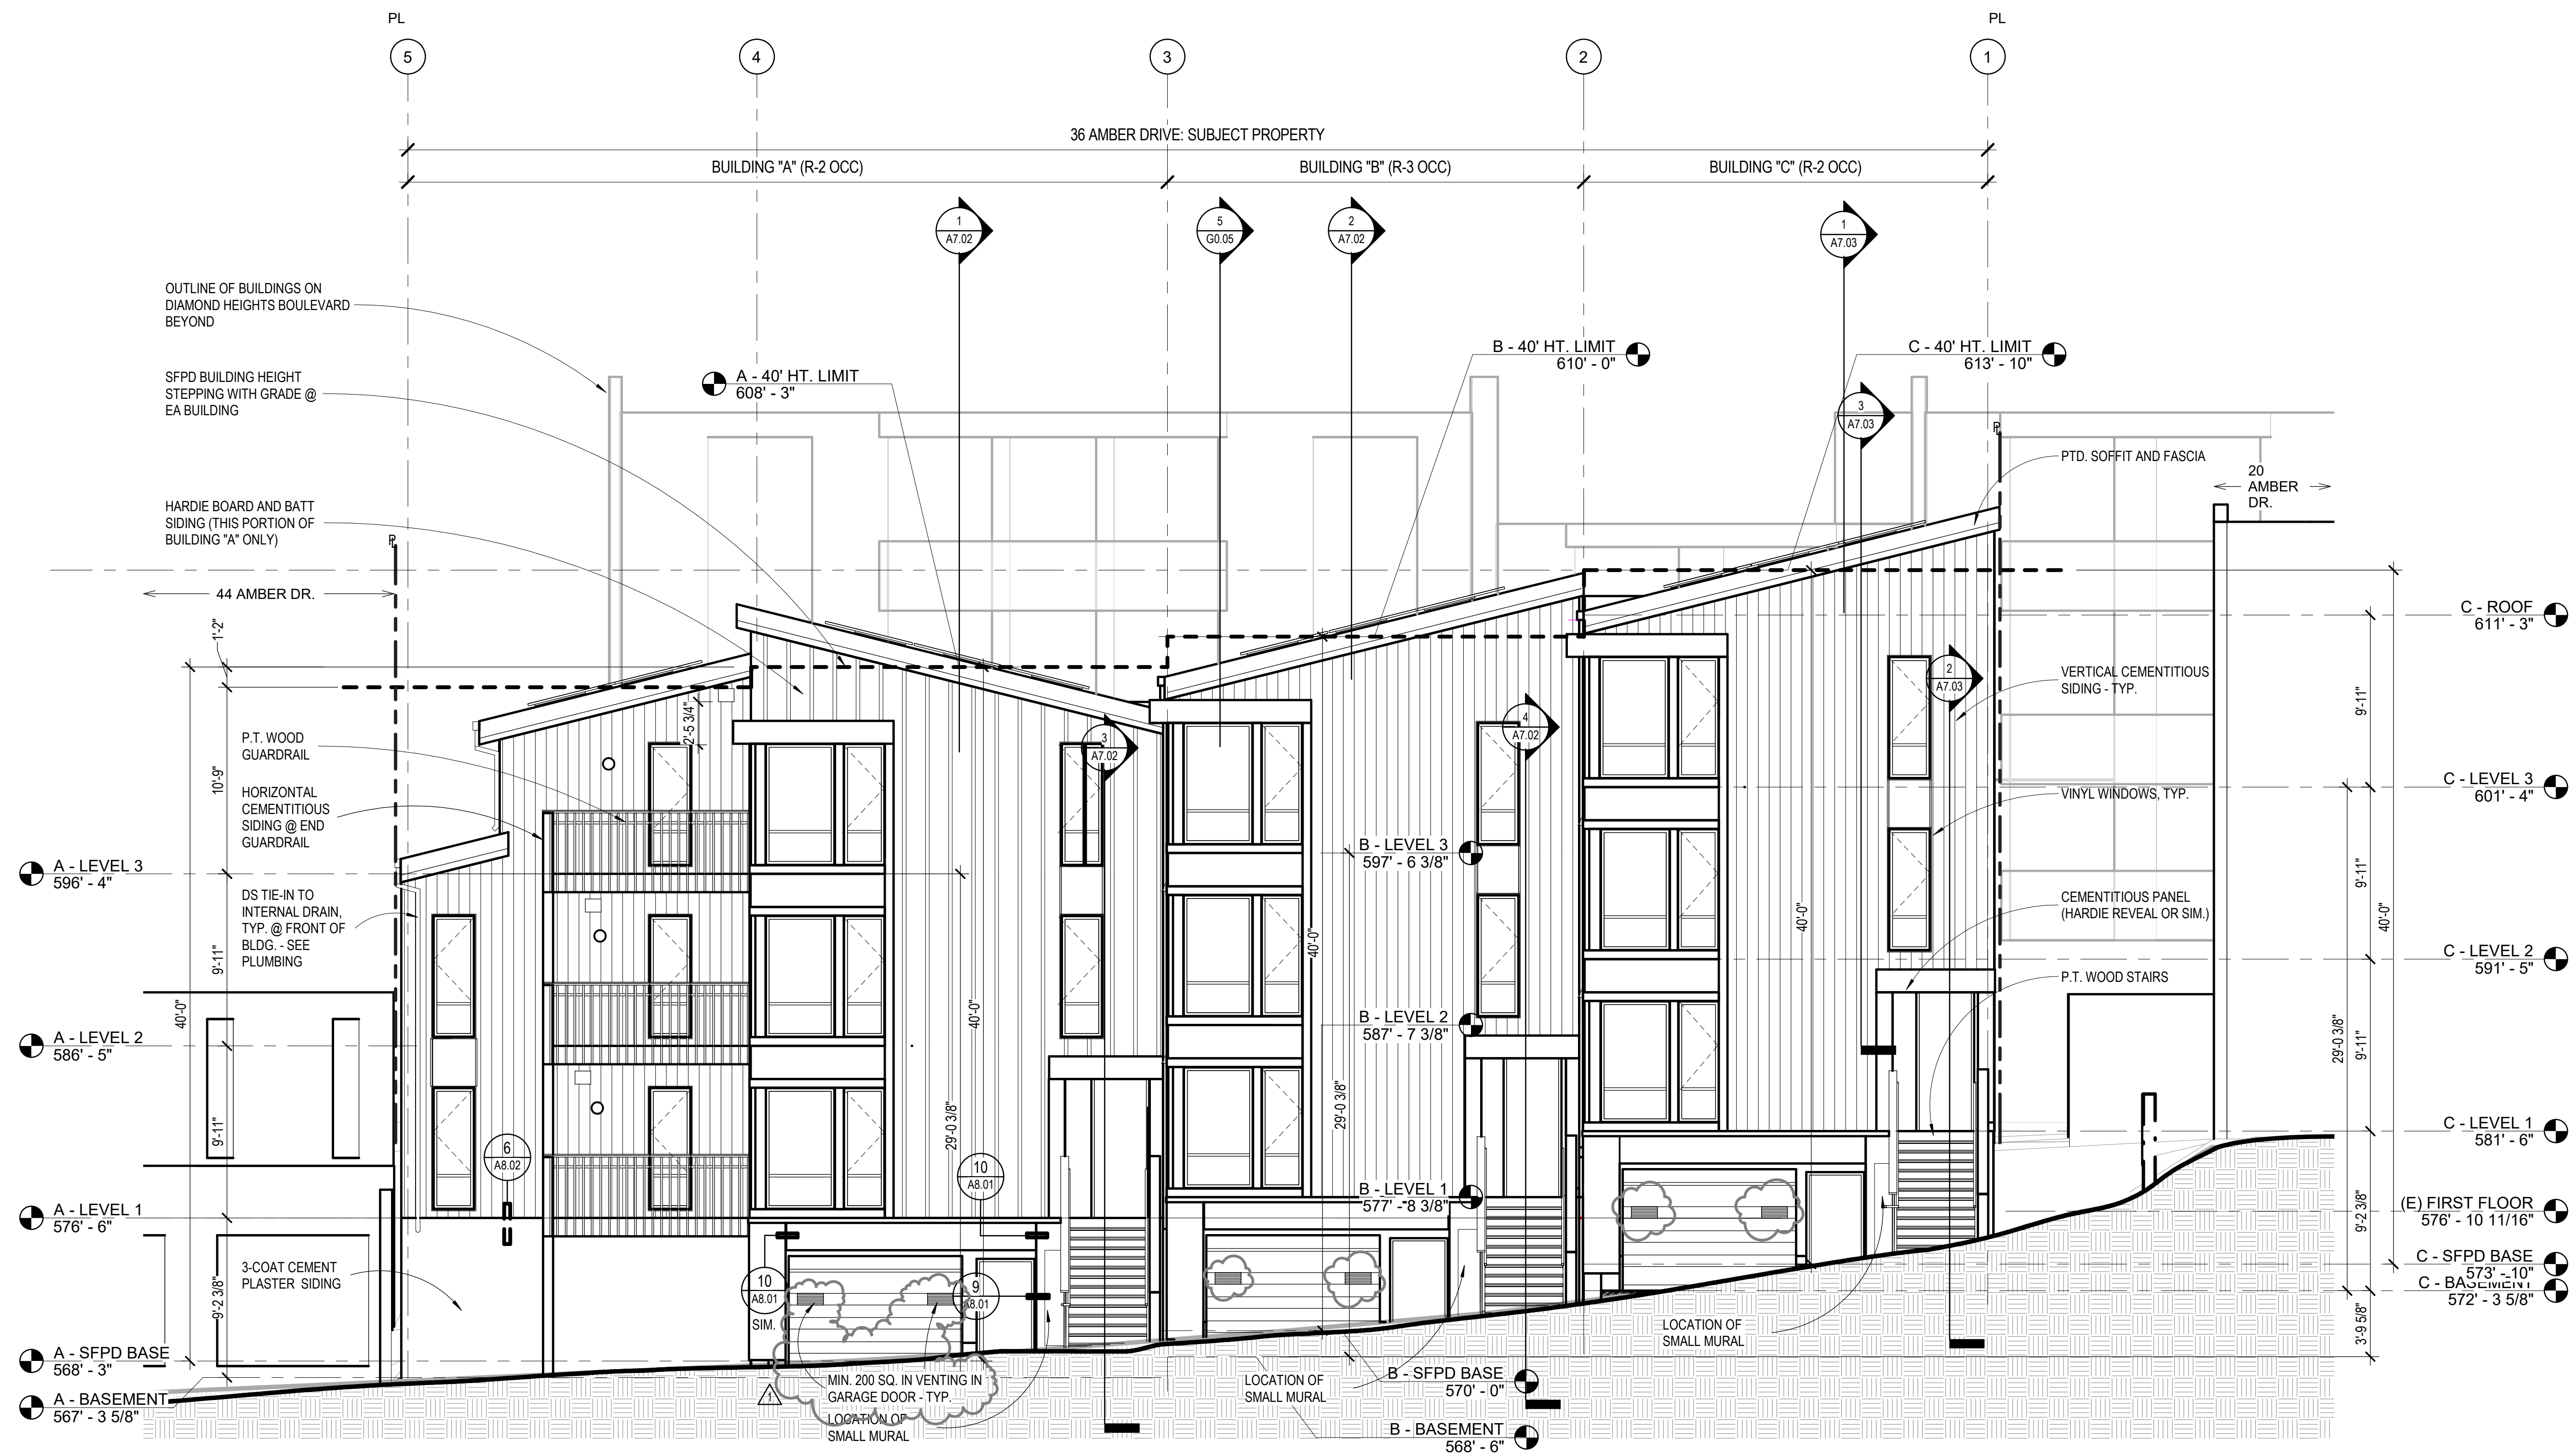 PL
PL
5
4
3
2
1
36 AMBER DRIVE: SUBJECT PROPERTY
BUILDING "A" (R-2 OCC)
BUILDING "B" (R-3 OCC)
BUILDING "C" (R-2 OCC)
1
A7.02
5
G0.05
2
A7.02
1
A7.03
OUTLINE OF BUILDINGS ON
DIAMOND HEIGHTS BOULEVARD
BEYOND
SFPD BUILDING HEIGHT
STEPPING WITH GRADE @
EA BUILDING
HARDIE BOARD AND BATT
SIDING (THIS PORTION OF
BUILDING "A" ONLY)
A - 40' HT. LIMIT
608' - 3"
B - 40' HT. LIMIT
610' - 0"
C - 40' HT. LIMIT
613' - 10"
3
A7.03
PL
PTD. SOFFIT AND FASCIA
20
AMBER
DR.
PL
44 AMBER DR.
1'-2"
10'-9"
9'-11"
9'-11"
9'-2 3/8"
40'-0"
P.T. WOOD
GUARDRAIL
HORIZONTAL
CEMENTITIOUS
SIDING @ END
GUARDRAIL
DS TIE-IN TO
INTERNAL DRAIN,
TYP. @ FRONT OF
BLDG. - SEE
PLUMBING
3-COAT CEMENT
PLASTER SIDING
A - LEVEL 3
596' - 4"
A - LEVEL 2
586' - 5"
A - LEVEL 1
576' - 6"
A - SFPD BASE
568' - 3"
A - BASEMENT
567' - 3 5/8"
2'-5 3/4"
3
A7.02
4
A7.02
2
A7.03
6
A8.02
10
A8.01
10
A8.01
SIM.
9
A8.01
40'-0"
29'-0 3/8"
40'-0"
29'-0 3/8"
40'-0"
B - LEVEL 3
597' - 6 3/8"
B - LEVEL 2
587' - 7 3/8"
B - LEVEL 1
577' - 8 3/8"
B - SFPD BASE
570' - 0"
B - BASEMENT
568' - 6"
1
MIN. 200 SQ. IN VENTING IN
GARAGE DOOR - TYP.
LOCATION OF
SMALL MURAL
LOCATION OF
SMALL MURAL
LOCATION OF
SMALL MURAL
VERTICAL CEMENTITIOUS
SIDING - TYP.
VINYL WINDOWS, TYP.
CEMENTITIOUS PANEL
(HARDIE REVEAL OR SIM.)
P.T. WOOD STAIRS
9'-11"
9'-11"
9'-11"
9'-2 3/8"
3'-9 5/8"
29'-0 3/8"
40'-0"
C - ROOF
611' - 3"
C - LEVEL 3
601' - 4"
C - LEVEL 2
591' - 5"
C - LEVEL 1
581' - 6"
(E) FIRST FLOOR
576' - 10 11/16"
C - SFPD BASE
573' - 10"
C - BASEMENT
572' - 3 5/8"